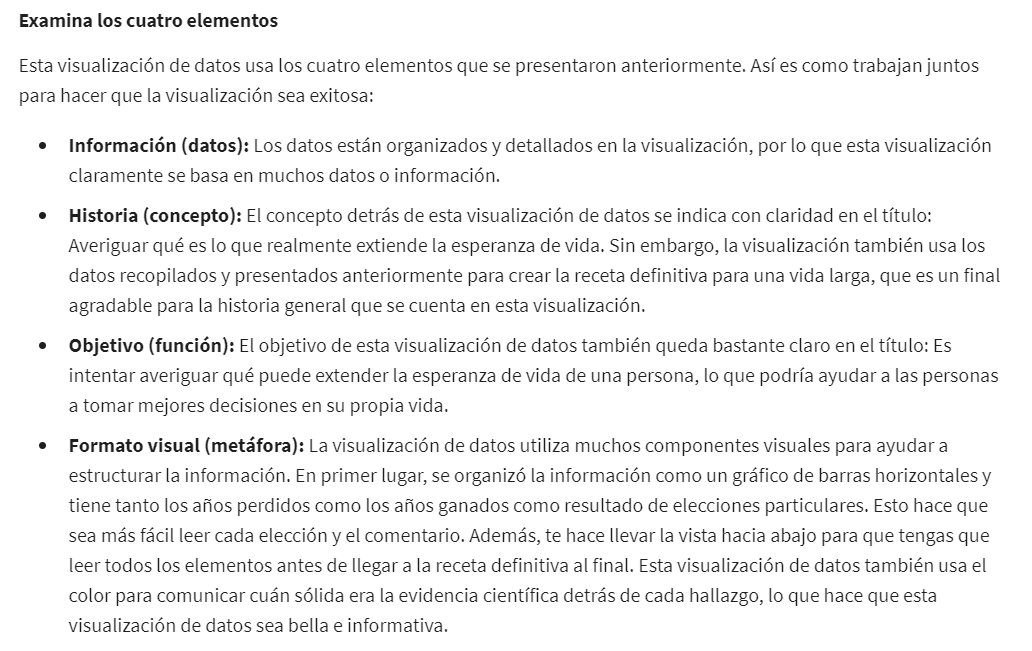 Examina los cuatro elementos
Esta visualización de datos usa los cuatro elementos que se presentaron anteriormente. Así es como trabajan juntos
para hacer que la visualización sea exitosa:
• Información (datos): Los datos están organizados y detallados en la visualización, por lo que esta visualización
claramente se basa en muchos datos o información.
• Historia (concepto): El concepto detrás de esta visualización de datos se indica con claridad en el título:
Averiguar qué es lo que realmente extiende la esperanza de vida. Sin embargo, la visualización también usa los
datos recopilados y presentados anteriormente para crear la receta definitiva para una vida larga, que es un final
agradable para la historia general que se cuenta en esta visualización.
• Objetivo (función): El objetivo de esta visualización de datos también queda bastante claro en el título: Es
intentar averiguar qué puede extender la esperanza de vida de una persona, lo que podría ayudar a las personas
a tomar mejores decisiones en su propia vida.
• Formato visual (metáfora): La visualización de datos utiliza muchos componentes visuales para ayudar a
estructurar la información. En primer lugar, se organizó la información como un gráfico de barras horizontales y
tiene tanto los años perdidos como los años ganados como resultado de elecciones particulares. Esto hace que
sea más fácil leer cada elección y el comentario. Además, te hace llevar la vista hacia abajo para que tengas que
leer todos los elementos antes de llegar a la receta definitiva al final. Esta visualización de datos también usa el
color para comunicar cuán sólida era la evidencia científica detrás de cada hallazgo, lo que hace que esta
visualización de datos sea bella e informativa.